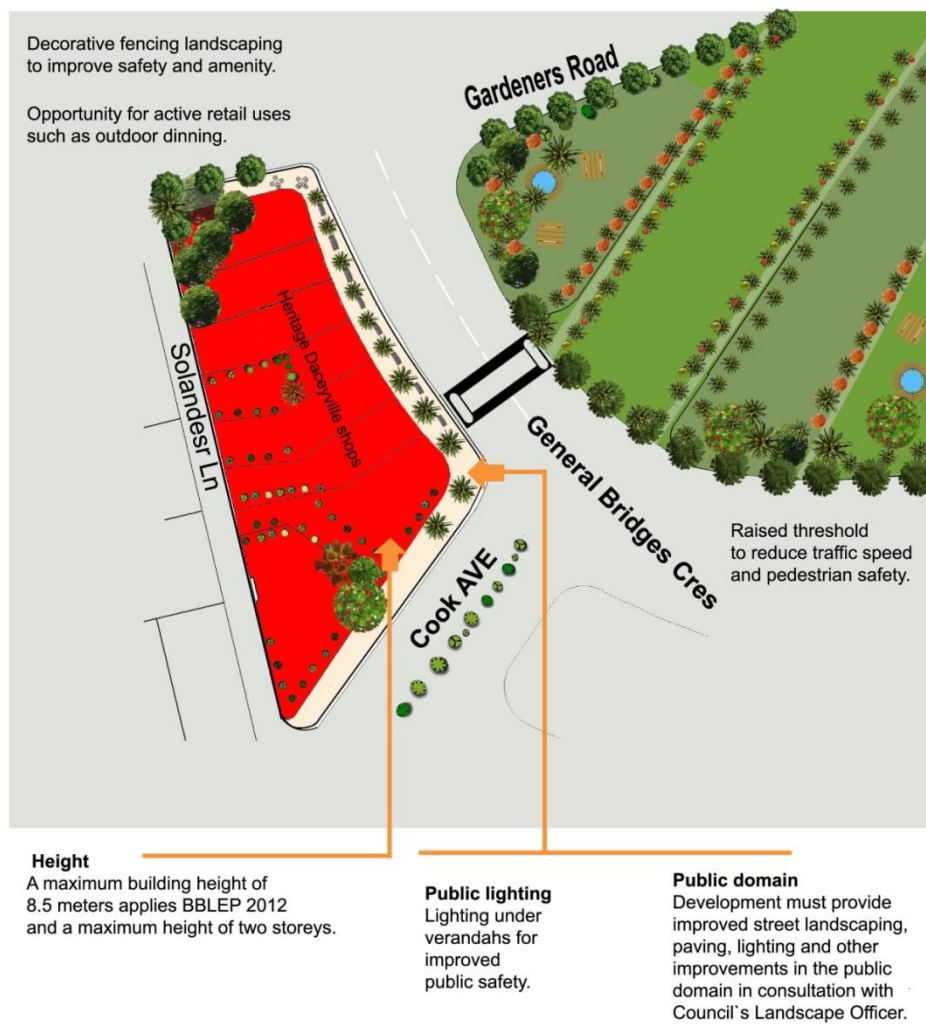 Decorative fencing landscaping
to improve safety and amenity.
Opportunity for active retail uses
such as outdoor dinning.
Gardeners Road
Heritage Daceyville shops
Solandesr Ln
General Bridges Cres
Cook AVE
Raised threshold
to reduce traffic speed
and pedestrian safety.
Height
A maximum building height of
8.5 meters applies BBLEP 2012
and a maximum height of two storeys.
Public lighting
Lighting under
verandahs for
improved
public safety.
Public domain
Development must provide
improved street landscaping,
paving, lighting and other
improvements in the public
domain in consultation with
Council`s Landscape Officer.